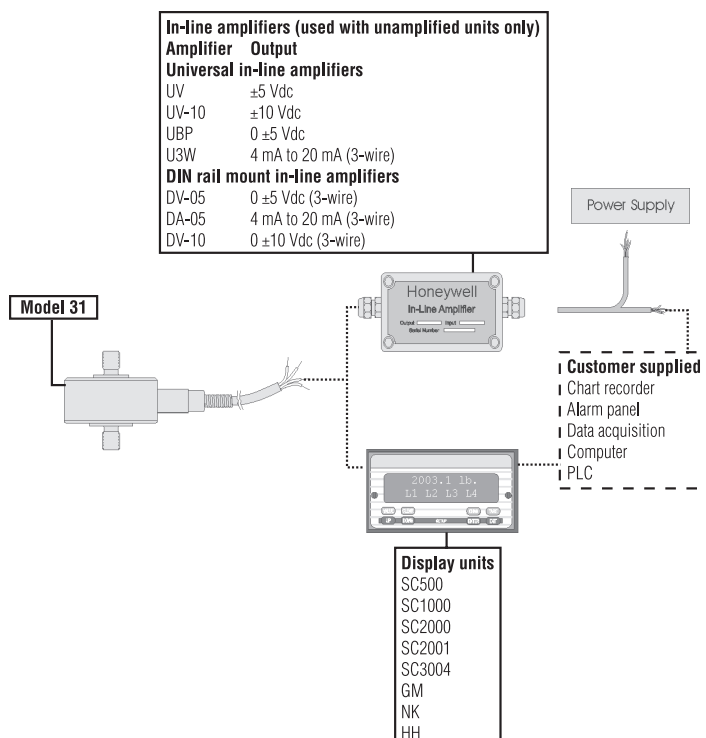 In-line amplifiers (used with unamplified units only)
Amplifier Output
Universal in-line amplifiers
UV ±5 Vdc
UV-10 ±10 Vdc
UBP 0 ±5 Vdc
U3W 4 mA to 20 mA (3-wire)
DIN rail mount in-line amplifiers
DV-05 0 ±5 Vdc (3-wire)
DA-05 4 mA to 20 mA (3-wire)
DV-10 0 ±10 Vdc (3-wire)
Power Supply
Honeywell
In-Line Amplifier
Output Input
Serial Number
Model 31
Customer supplied
Chart recorder
Alarm panel
Data acquisition
Computer
PLC
2003.1 lb.
L1 L2 L3 L4
UP DOWN SETUP ENTER EXIT
Display units
SC500
SC1000
SC2000
SC2001
SC3004
GM
NK
HH